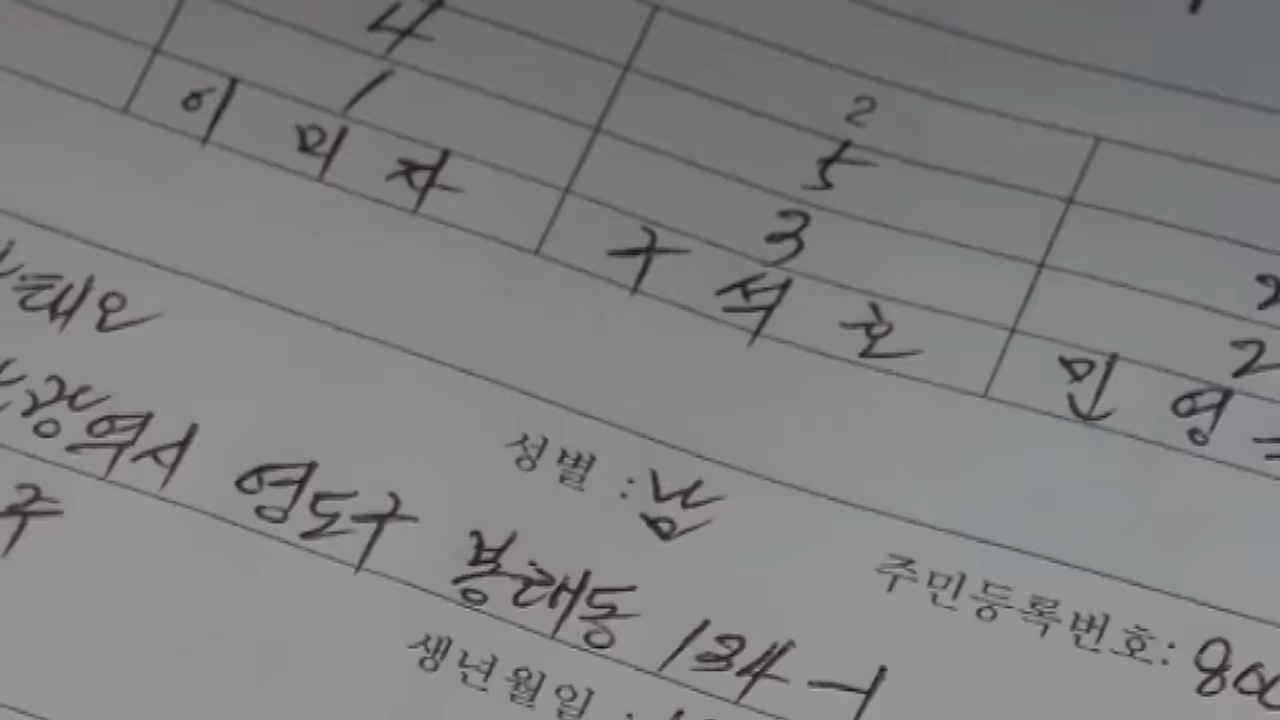 4 2
1 5
이미자 3 2
구석호 민영
태오 성별 : 남 주민등록번호: 80
광역시 영도구 봉래동 134-1
주 생년월일 :